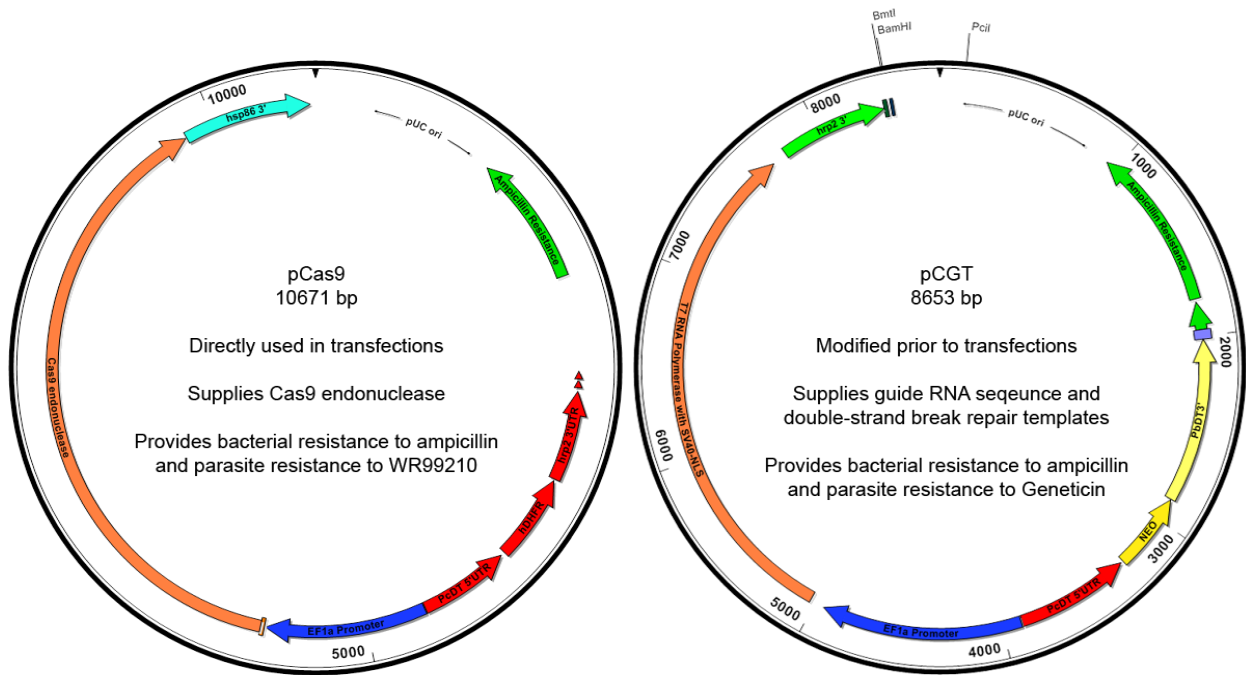 10000
hsp86 3'
pUC ori
Ampicillin Resistance
Cas9 endonuclease
pCas9
10671 bp
Directly used in transfections
Supplies Cas9 endonuclease
Provides bacterial resistance to ampicillin
and parasite resistance to WR99210
hrp2 3'UTR
hDHFR
PcDT 5'UTR
EF1a Promoter
5000
BmtI
BamHI
PciI
8000
hrp2 3'
pUC ori
1000
Ampicillin Resistance
7000
T7 RNA Polymerase with SV40-NLS
pCGT
8653 bp
Modified prior to transfections
Supplies guide RNA seqeunce and
double-strand break repair templates
Provides bacterial resistance to ampicillin
and parasite resistance to Geneticin
2000
PbDT3'
6000
NEO
3000
PcDT 5'UTR
5000
EF1a Promoter
4000